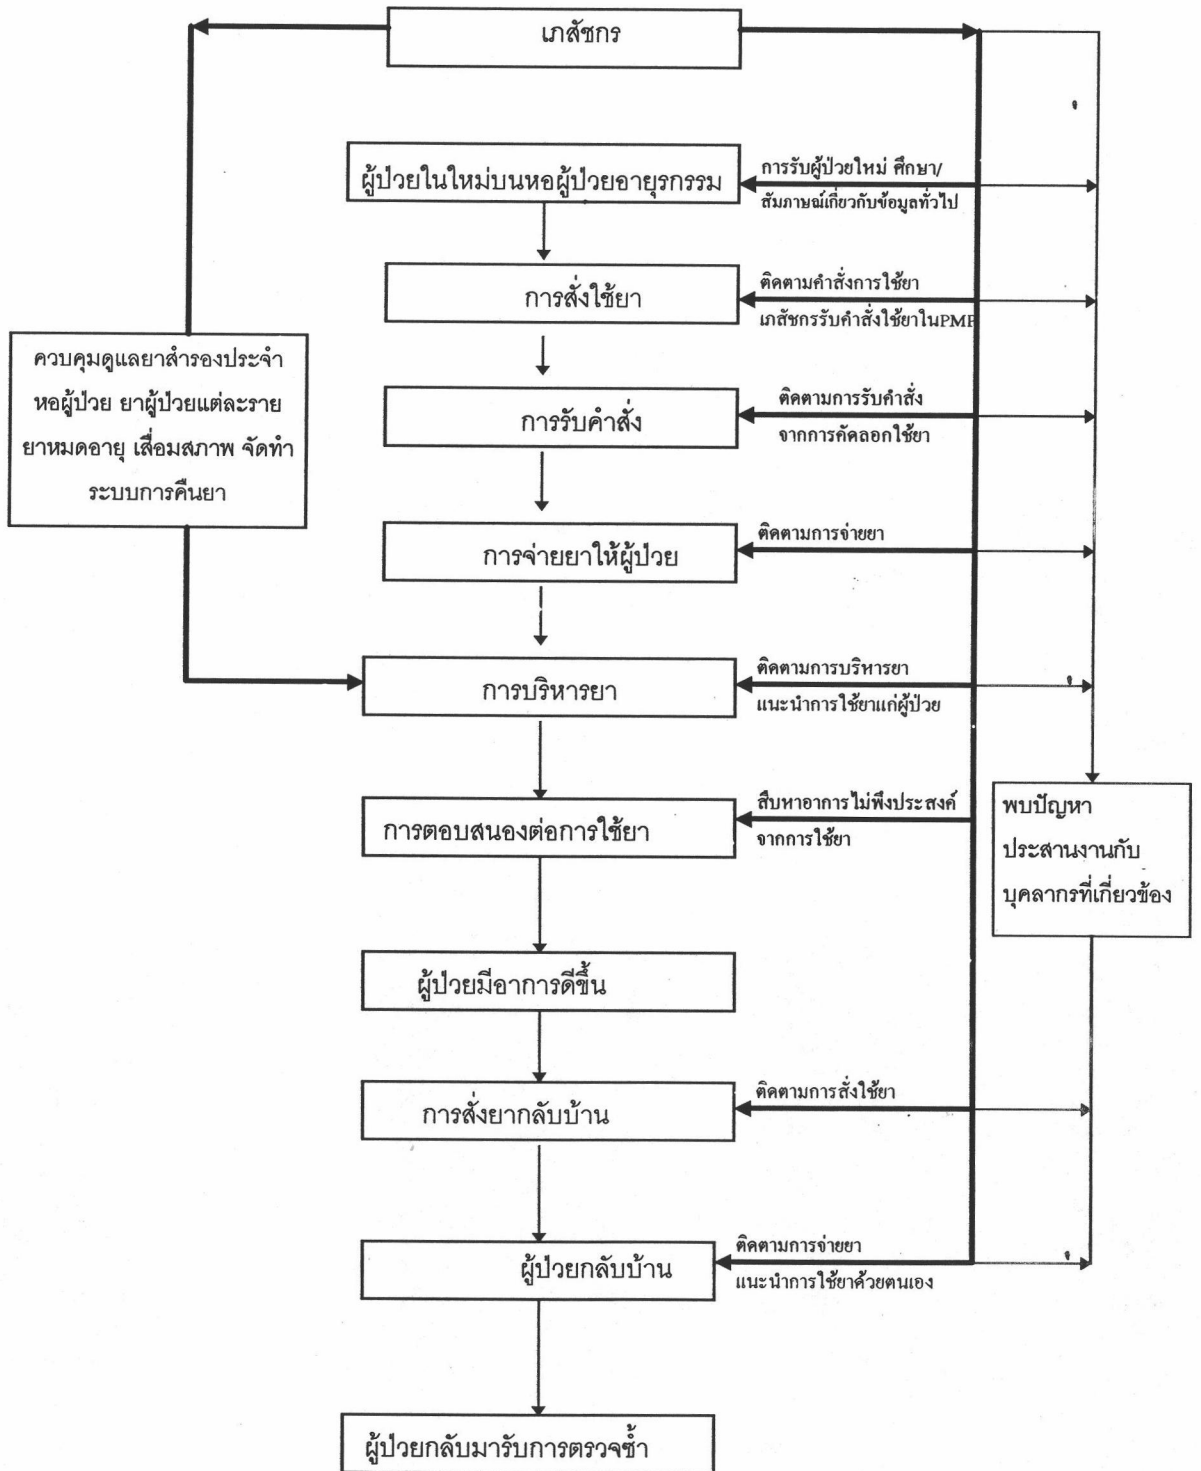 เภสัชกร
ผู้ป่วยในใหม่บนหอผู้ป่วยอายุรกรรม
การรับผู้ป่วยใหม่ ศึกษา/
สัมภาษณ์เกี่ยวกับข้อมูลทั่วไป
การสั่งใช้ยา
ติดตามคำสั่งการใช้ยา
เภสัชกรรับคำสั่งใช้ยาในPMP
ควบคุมดูแลยาสำรองประจำ
หอผู้ป่วย ยาผู้ป่วยแต่ละราย
ยาหมดอายุ เสื่อมสภาพ จัดทำ
ระบบการคืนยา
การรับคำสั่ง
ติดตามการรับคำสั่ง
จากการคัดลอกใช้ยา
การจ่ายยาให้ผู้ป่วย
ติดตามการจ่ายยา
การบริหารยา
ติดตามการบริหารยา
แนะนำการใช้ยาแก่ผู้ป่วย
การตอบสนองต่อการใช้ยา
สืบหาอาการไม่พึงประสงค์
จากการใช้ยา
พบปัญหา
ประสานงานกับ
บุคลากรที่เกี่ยวข้อง
ผู้ป่วยมีอาการดีขึ้น
การสั่งยากลับบ้าน
ติดตามการสั่งใช้ยา
ผู้ป่วยกลับบ้าน
ติดตามการจ่ายยา
แนะนำการใช้ยาด้วยตนเอง
ผู้ป่วยกลับมารับการตรวจซ้ำ